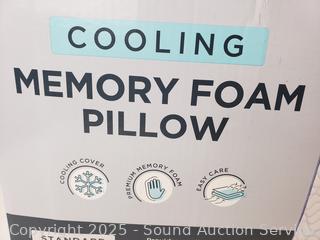 COOLING
MEMORY FOAM
PILLOW
COOLING COVER
PREMIUM MEMORY FOAM
EASY CARE
STANDARD
Copyright 2025 - Sound Auction Service